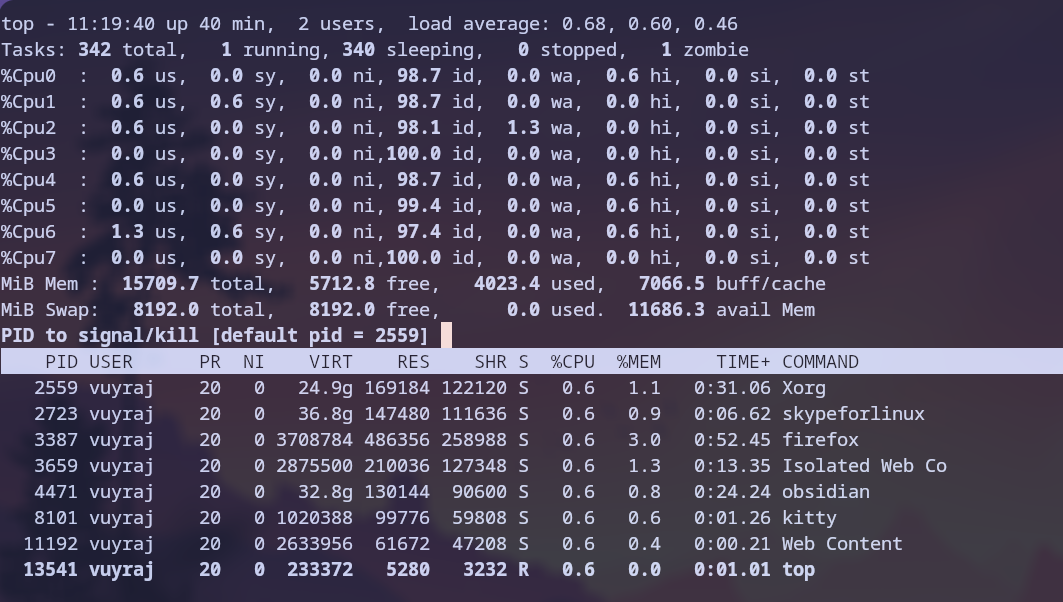 top - 11:19:40 up 40 min,  2 users,  load average: 0.68, 0.60, 0.46
Tasks: 342 total,   1 running, 340 sleeping,   0 stopped,   1 zombie
%Cpu0  :  0.6 us,  0.0 sy,  0.0 ni, 98.7 id,  0.0 wa,  0.6 hi,  0.0 si,  0.0 st
%Cpu1  :  0.6 us,  0.6 sy,  0.0 ni, 98.7 id,  0.0 wa,  0.0 hi,  0.0 si,  0.0 st
%Cpu2  :  0.6 us,  0.0 sy,  0.0 ni, 98.1 id,  1.3 wa,  0.0 hi,  0.0 si,  0.0 st
%Cpu3  :  0.0 us,  0.0 sy,  0.0 ni,100.0 id,  0.0 wa,  0.0 hi,  0.0 si,  0.0 st
%Cpu4  :  0.6 us,  0.0 sy,  0.0 ni, 98.7 id,  0.0 wa,  0.6 hi,  0.0 si,  0.0 st
%Cpu5  :  0.0 us,  0.0 sy,  0.0 ni, 99.4 id,  0.0 wa,  0.6 hi,  0.0 si,  0.0 st
%Cpu6  :  1.3 us,  0.6 sy,  0.0 ni, 97.4 id,  0.0 wa,  0.6 hi,  0.0 si,  0.0 st
%Cpu7  :  0.0 us,  0.0 sy,  0.0 ni,100.0 id,  0.0 wa,  0.0 hi,  0.0 si,  0.0 st
MiB Mem :  15709.7 total,   5712.8 free,   4023.4 used,   7066.5 buff/cache
MiB Swap:   8192.0 total,   8192.0 free,      0.0 used.  11686.3 avail Mem
PID to signal/kill [default pid = 2559]
PID USER      PR  NI    VIRT    RES    SHR S  %CPU  %MEM     TIME+ COMMAND
2559 vuyraj    20   0   24.9g 169184 122120 S   0.6   1.1   0:31.06 Xorg
2723 vuyraj    20   0   36.8g 147480 111636 S   0.6   0.9   0:06.62 skypeforlinux
3387 vuyraj    20   0 3708784 486356 258988 S   0.6   3.0   0:52.45 firefox
3659 vuyraj    20   0 2875500 210036 127348 S   0.6   1.3   0:13.35 Isolated Web Co
4471 vuyraj    20   0   32.8g 130144  90600 S   0.6   0.8   0:24.24 obsidian
8101 vuyraj    20   0 1020388  99776  59808 S   0.6   0.6   0:01.26 kitty
11192 vuyraj    20   0 2633956  61672  47208 S   0.6   0.4   0:00.21 Web Content
13541 vuyraj    20   0  233372   5280   3232 R   0.6   0.0   0:01.01 top